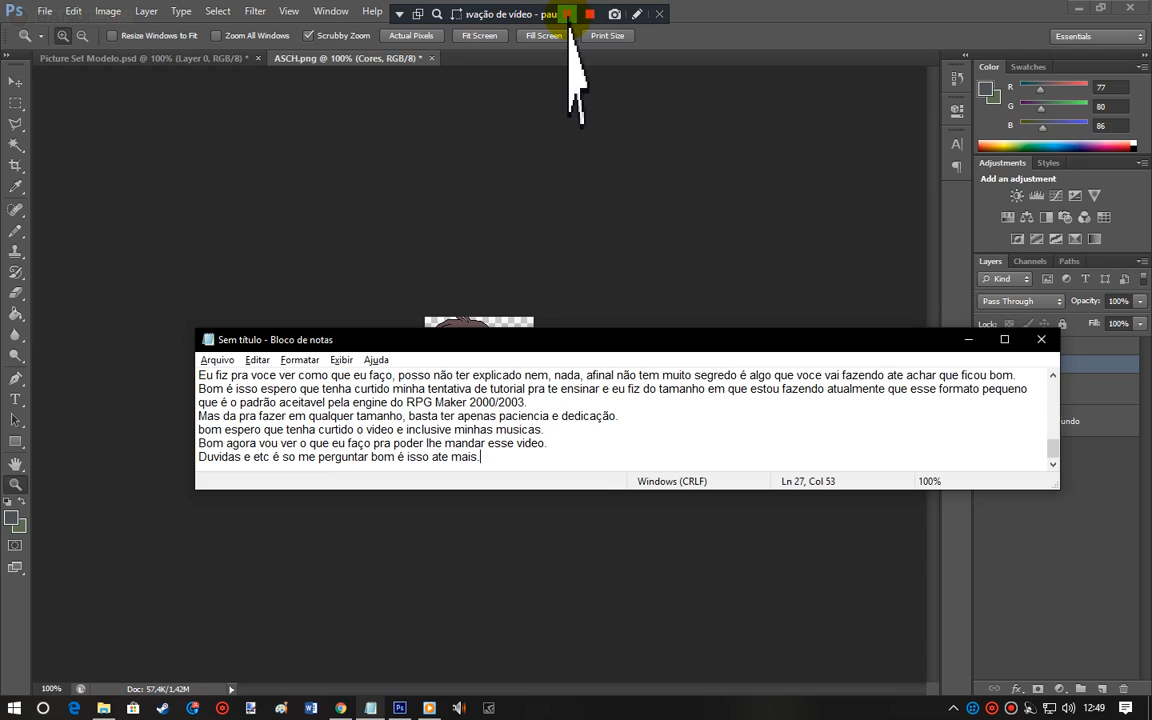 Ps File Edit Image Layer Type Select Filter View Window Help
ıvação de vídeo - pau
Resize Windows to Fit Zoom All Windows Scrubby Zoom Actual Pixels Fit Screen Fill Screen Print Size Essentials
Picture Set Modelo.psd @ 100% (Layer 0, RGB/8) * × ASCH.png @ 100% (Cores, RGB/8) * ×
Color Swatches
R 77
G 80
B 86
Adjustments Styles
Add an adjustment
Layers Channels Paths
Kind
Pass Through Opacity: 100%
Lock: Fill: 100%
Sem título - Bloco de notas
Arquivo Editar Formatar Exibir Ajuda
Eu fiz pra voce ver como que eu faço, posso não ter explicado nem, nada, afinal não tem muito segredo é algo que voce vai fazendo ate achar que ficou bom.
Bom é isso espero que tenha curtido minha tentativa de tutorial pra te ensinar e eu fiz do tamanho em que estou fazendo atualmente que esse formato pequeno
que é o padrão aceitavel pela engine do RPG Maker 2000/2003.
Mas da pra fazer em qualquer tamanho, basta ter apenas paciencia e dedicação.
bom espero que tenha curtido o video e inclusive minhas musicas.
Bom agora vou ver o que eu faço pra poder lhe mandar esse video.
Duvidas e etc é so me perguntar bom é isso ate mais.
Windows (CRLF) Ln 27, Col 53 100%
fundo
100% Doc: 57,4K/1,42M
12:49